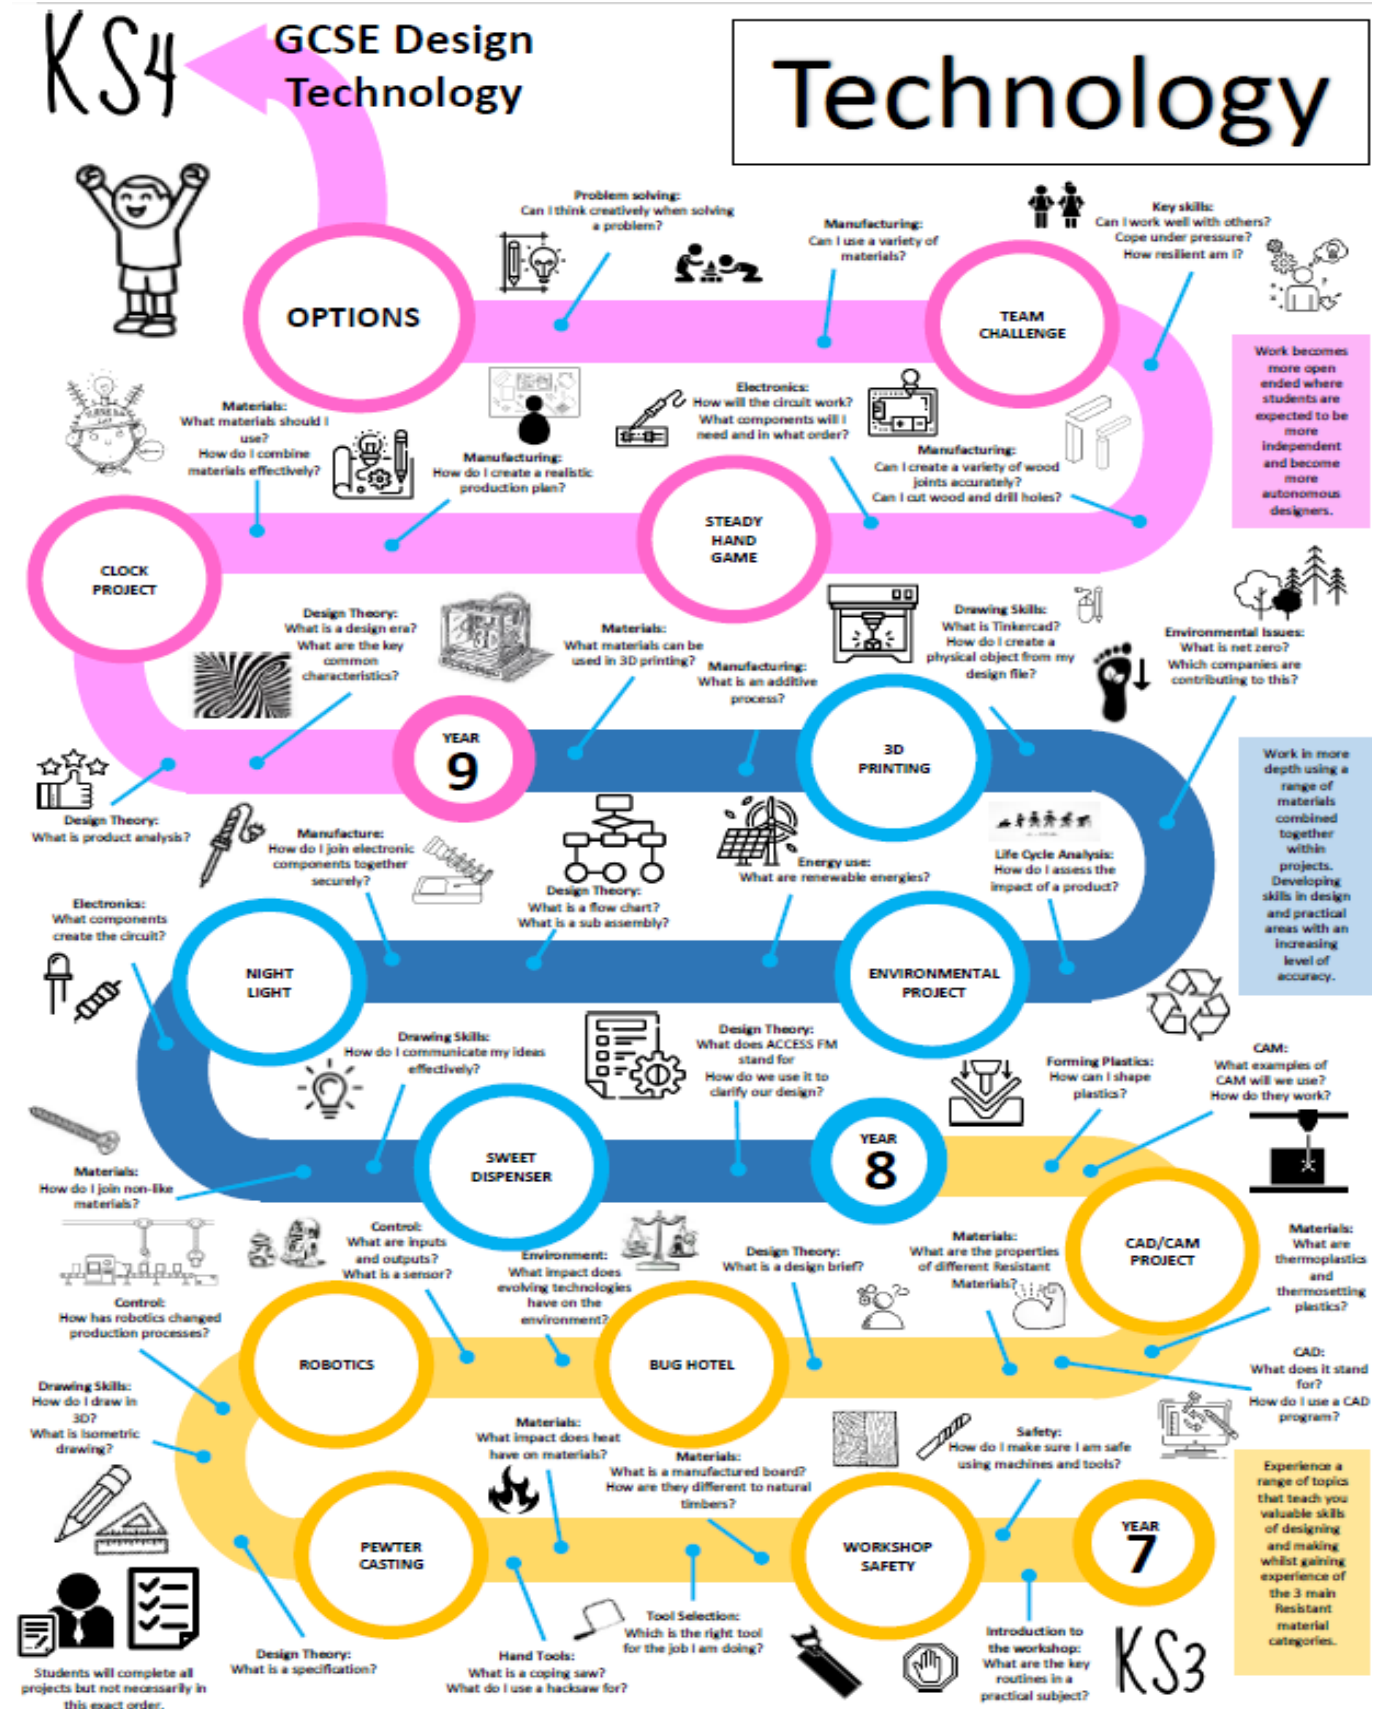 KS4
GCSE Design
Technology
Technology
Problem solving:
Can I think creatively when solving
a problem?
Manufacturing:
Can I use a variety of
materials?
Key skills:
Can I work well with others?
Cope under pressure?
How resilient am I?
OPTIONS
TEAM
CHALLENGE
Work becomes
more open
ended where
students are
expected to be
more
independent
and become
more
autonomous
designers.
Materials:
What materials should I
use?
How do I combine
materials effectively?
Manufacturing:
How do I create a realistic
production plan?
Electronics:
How will the circuit work?
What components will I
need and in what order?
Manufacturing:
Can I create a variety of wood
joints accurately?
Can I cut wood and drill holes?
STEADY
HAND
GAME
CLOCK
PROJECT
Design Theory:
What is a design era?
What are the key
common
characteristics?
Materials:
What materials can be
used in 3D printing?
Manufacturing:
What is an additive
process?
Drawing Skills:
What is Tinkercad?
How do I create a
physical object from my
design file?
Environmental Issues:
What is net zero?
Which companies are
contributing to this?
YEAR
9
3D
PRINTING
Work in more
depth using a
range of
materials
combined
together
within
projects.
Developing
skills in design
and practical
areas with an
increasing
level of
accuracy.
Design Theory:
What is product analysis?
Manufacture:
How do I join electronic
components together
securely?
Design Theory:
What is a flow chart?
What is a sub assembly?
Energy use:
What are renewable energies?
Life Cycle Analysis:
How do I assess the
impact of a product?
Electronics:
What components
create the circuit?
NIGHT
LIGHT
ENVIRONMENTAL
PROJECT
Drawing Skills:
How do I communicate my ideas
effectively?
Design Theory:
What does ACCESS FM
stand for
How do we use it to
clarify our design?
Forming Plastics:
How can I shape
plastics?
CAM:
What examples of
CAM will we use?
How do they work?
YEAR
8
SWEET
DISPENSER
Materials:
How do I join non-like
materials?
Control:
What are inputs
and outputs?
What is a sensor?
Environment:
What impact does
evolving technologies
have on the
environment?
Design Theory:
What is a design brief?
Materials:
What are the properties
of different Resistant
Materials?
CAD/CAM
PROJECT
Materials:
What are
thermoplastics
and
thermosetting
plastics?
Control:
How has robotics changed
production processes?
ROBOTICS
BUG HOTEL
CAD:
What does it stand
for?
How do I use a CAD
program?
Drawing Skills:
How do I draw in
3D?
What is Isometric
drawing?
Materials:
What impact does heat
have on materials?
Materials:
What is a manufactured board?
How are they different to natural
timbers?
Safety:
How do I make sure I am safe
using machines and tools?
Experience a
range of topics
that teach you
valuable skills
of designing
and making
whilst gaining
experience of
the 3 main
Resistant
material
categories.
PEWTER
CASTING
WORKSHOP
SAFETY
YEAR
7
Design Theory:
What is a specification?
Hand Tools:
What is a coping saw?
What do I use a hacksaw for?
Tool Selection:
Which is the right tool
for the job I am doing?
Introduction to
the workshop:
What are the key
routines in a
practical subject?
KS3
Students will complete all
projects but not necessarily in
this exact order.